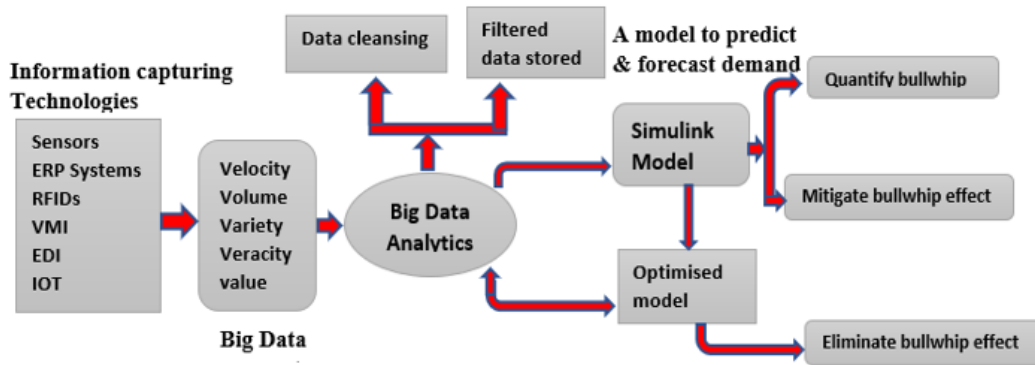 Information capturing
Technologies
Sensors
ERP Systems
RFIDs
VMI
EDI
IOT
Velocity
Volume
Variety
Veracity
value
Big Data
Data cleansing
Filtered
data stored
Big Data
Analytics
A model to predict
& forecast demand
Simulink
Model
Optimised
model
Quantify bullwhip
Mitigate bullwhip effect
Eliminate bullwhip effect